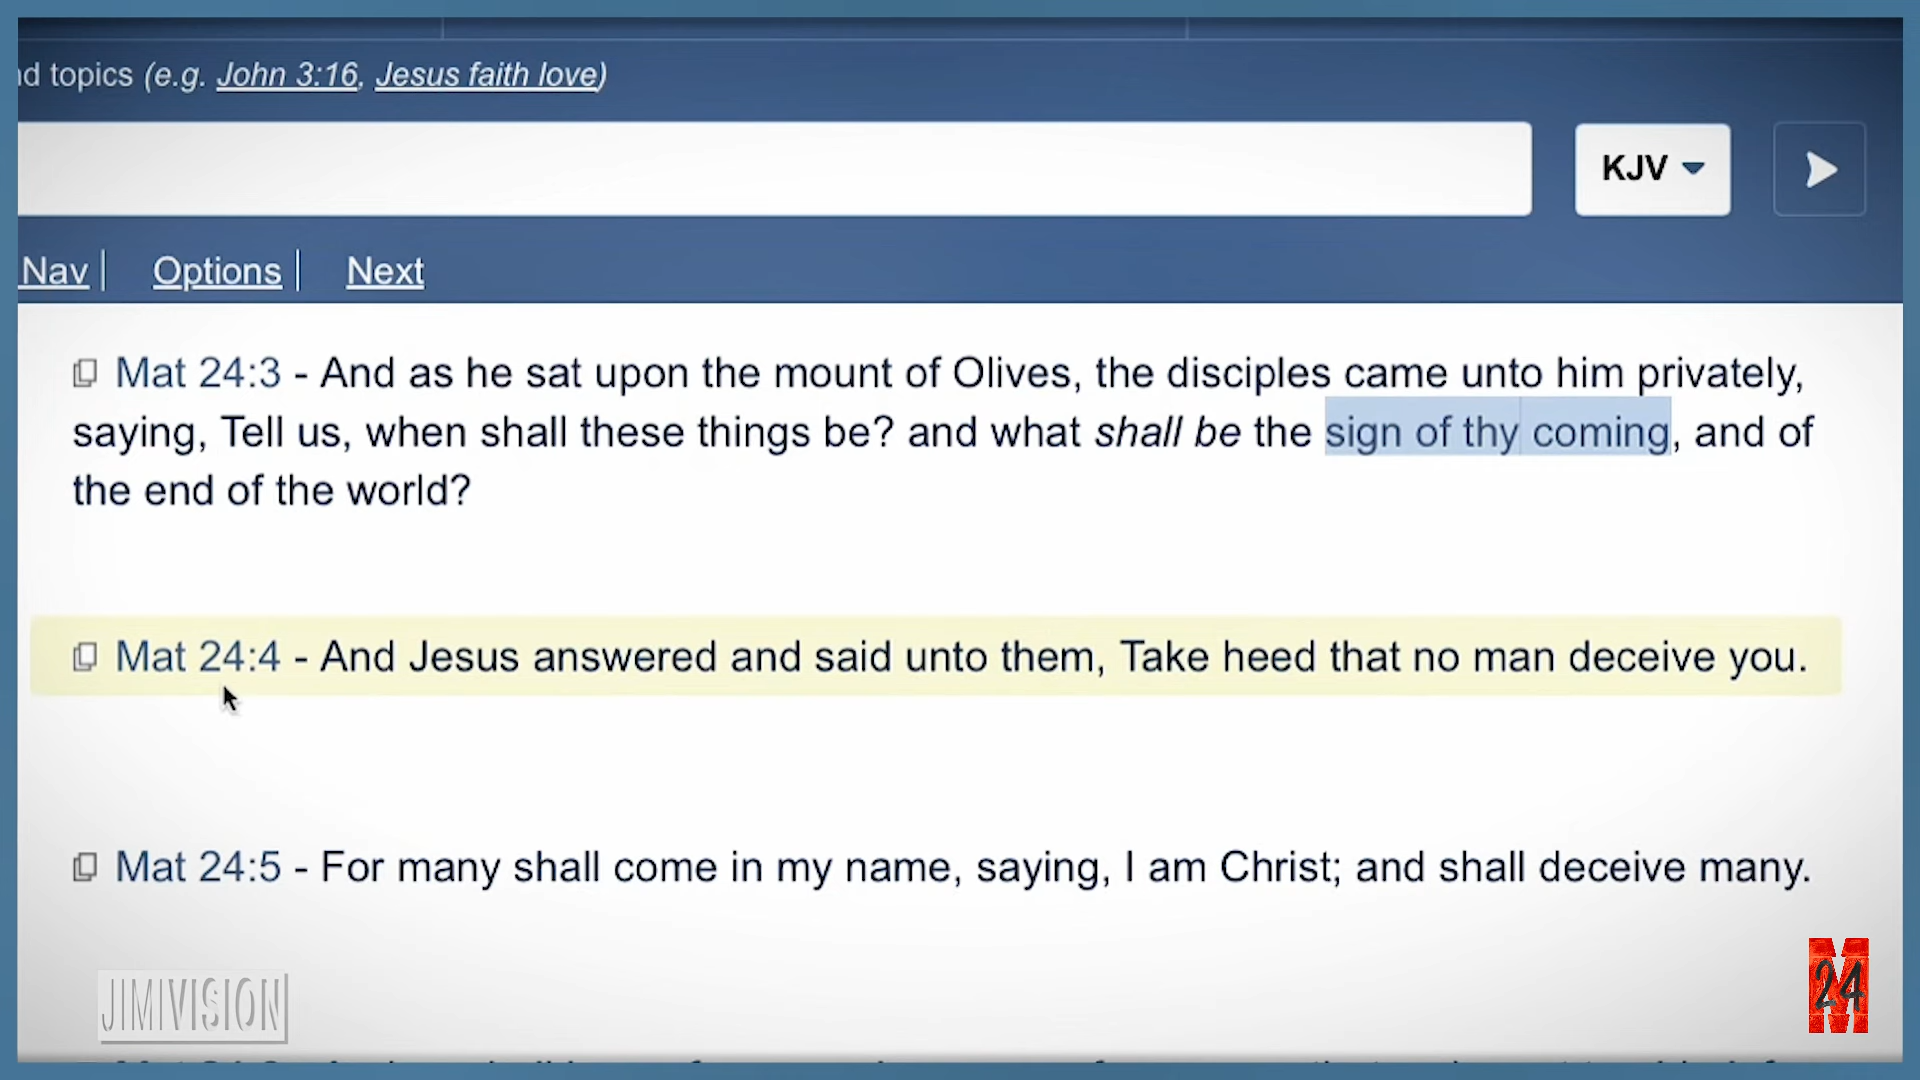 nd topics (e.g. John 3:16, Jesus faith love)
KJV
Nav | Options | Next
Mat 24:3 - And as he sat upon the mount of Olives, the disciples came unto him privately,
saying, Tell us, when shall these things be? and what shall be the sign of thy coming, and of
the end of the world?
Mat 24:4 - And Jesus answered and said unto them, Take heed that no man deceive you.
Mat 24:5 - For many shall come in my name, saying, I am Christ; and shall deceive many.
JIMIVISION
M
24